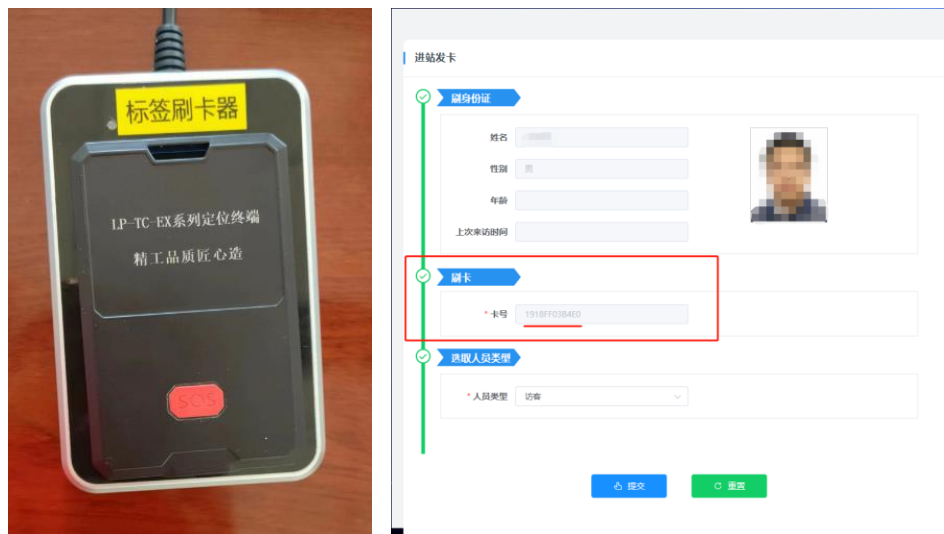 标签刷卡器
LP-TC-EX系列定位终端
精工品质匠心造
SOS
进站发卡
刷身份证
姓名
性别 男
年龄
上次来访时间
刷卡
* 卡号 1918FF03B4E0
选取人员类型
* 人员类型 访客
提交 重置